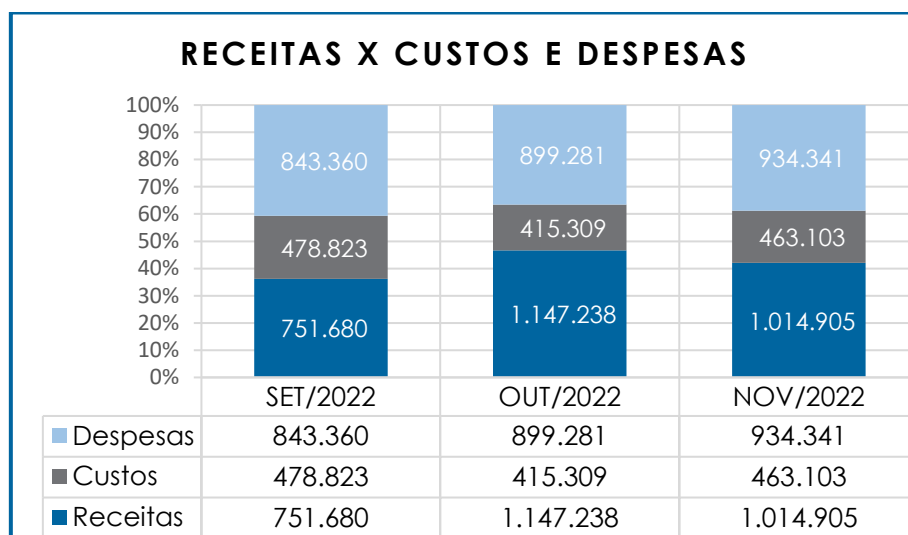 RECEITAS X CUSTOS E DESPESAS
100%
90%
80%
70%
60%
50%
40%
30%
20%
10%
0%
843.360 899.281 934.341
478.823 415.309 463.103
751.680 1.147.238 1.014.905
SET/2022 OUT/2022 NOV/2022
Despesas 843.360 899.281 934.341
Custos 478.823 415.309 463.103
Receitas 751.680 1.147.238 1.014.905